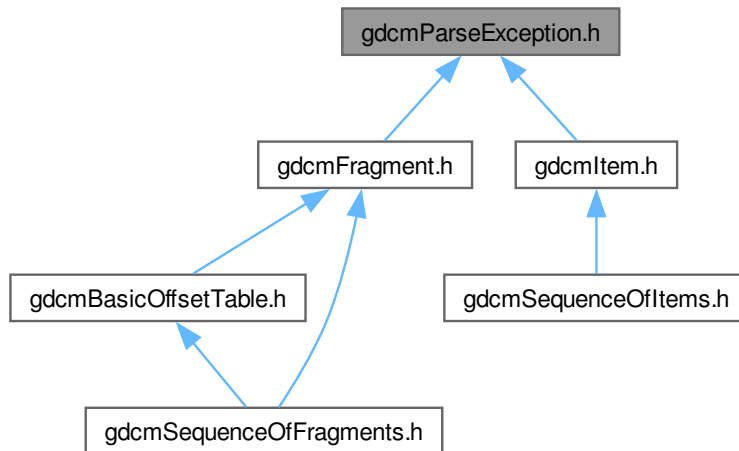 gdcmParseException.h
gdcmFragment.h
gdcmItem.h
gdcmBasicOffsetTable.h
gdcmSequenceOfItems.h
gdcmSequenceOfFragments.h